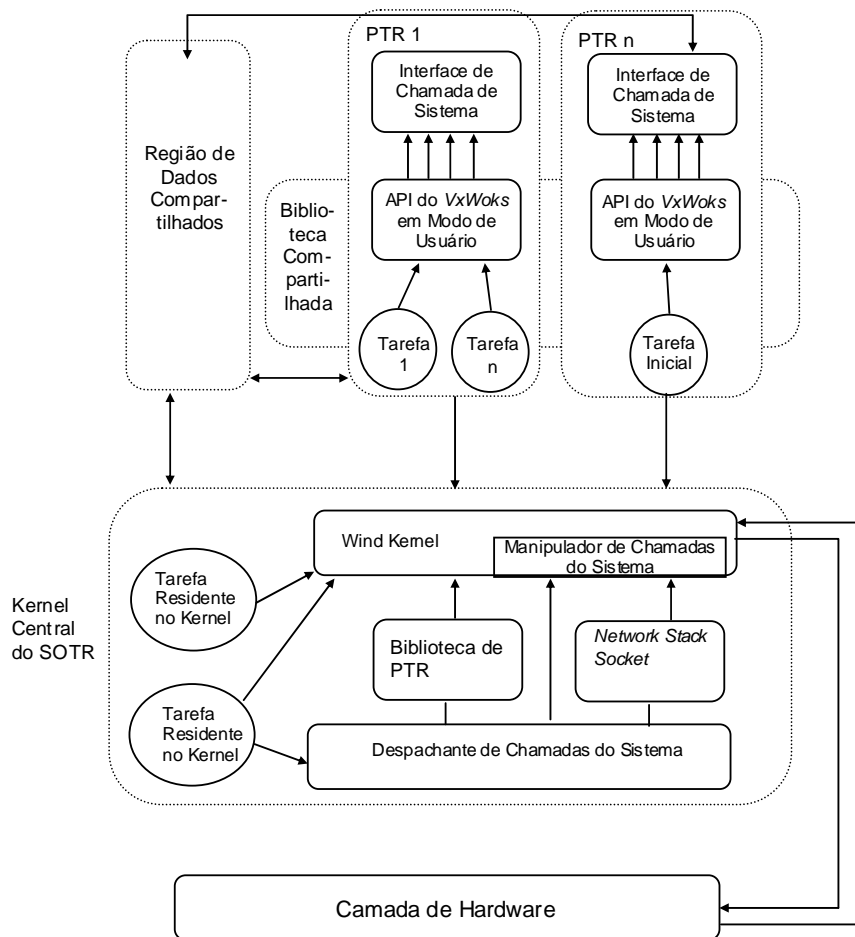 PTR 1
PTR n
Interface de
Chamada de
Sistema
Interface de
Chamada de
Sistema
Região de
Dados
Compar-
tilhados
Biblio-
teca
Com-
parti-
lhada
API do VxWoks
em Modo de
Usuário
API do VxWoks
em Modo de
Usuário
Tarefa
1
Tarefa
n
Tarefa
Inicial
Kernel
Central
do SOTR
Wind Kernel
Manipulador de Chamadas
do Sistema
Tarefa
Residente
no Kernel
Biblioteca de
PTR
Network Stack
Socket
Tarefa
Residente
no Kernel
Despachante de Chamadas do Sistema
Camada de Hardware